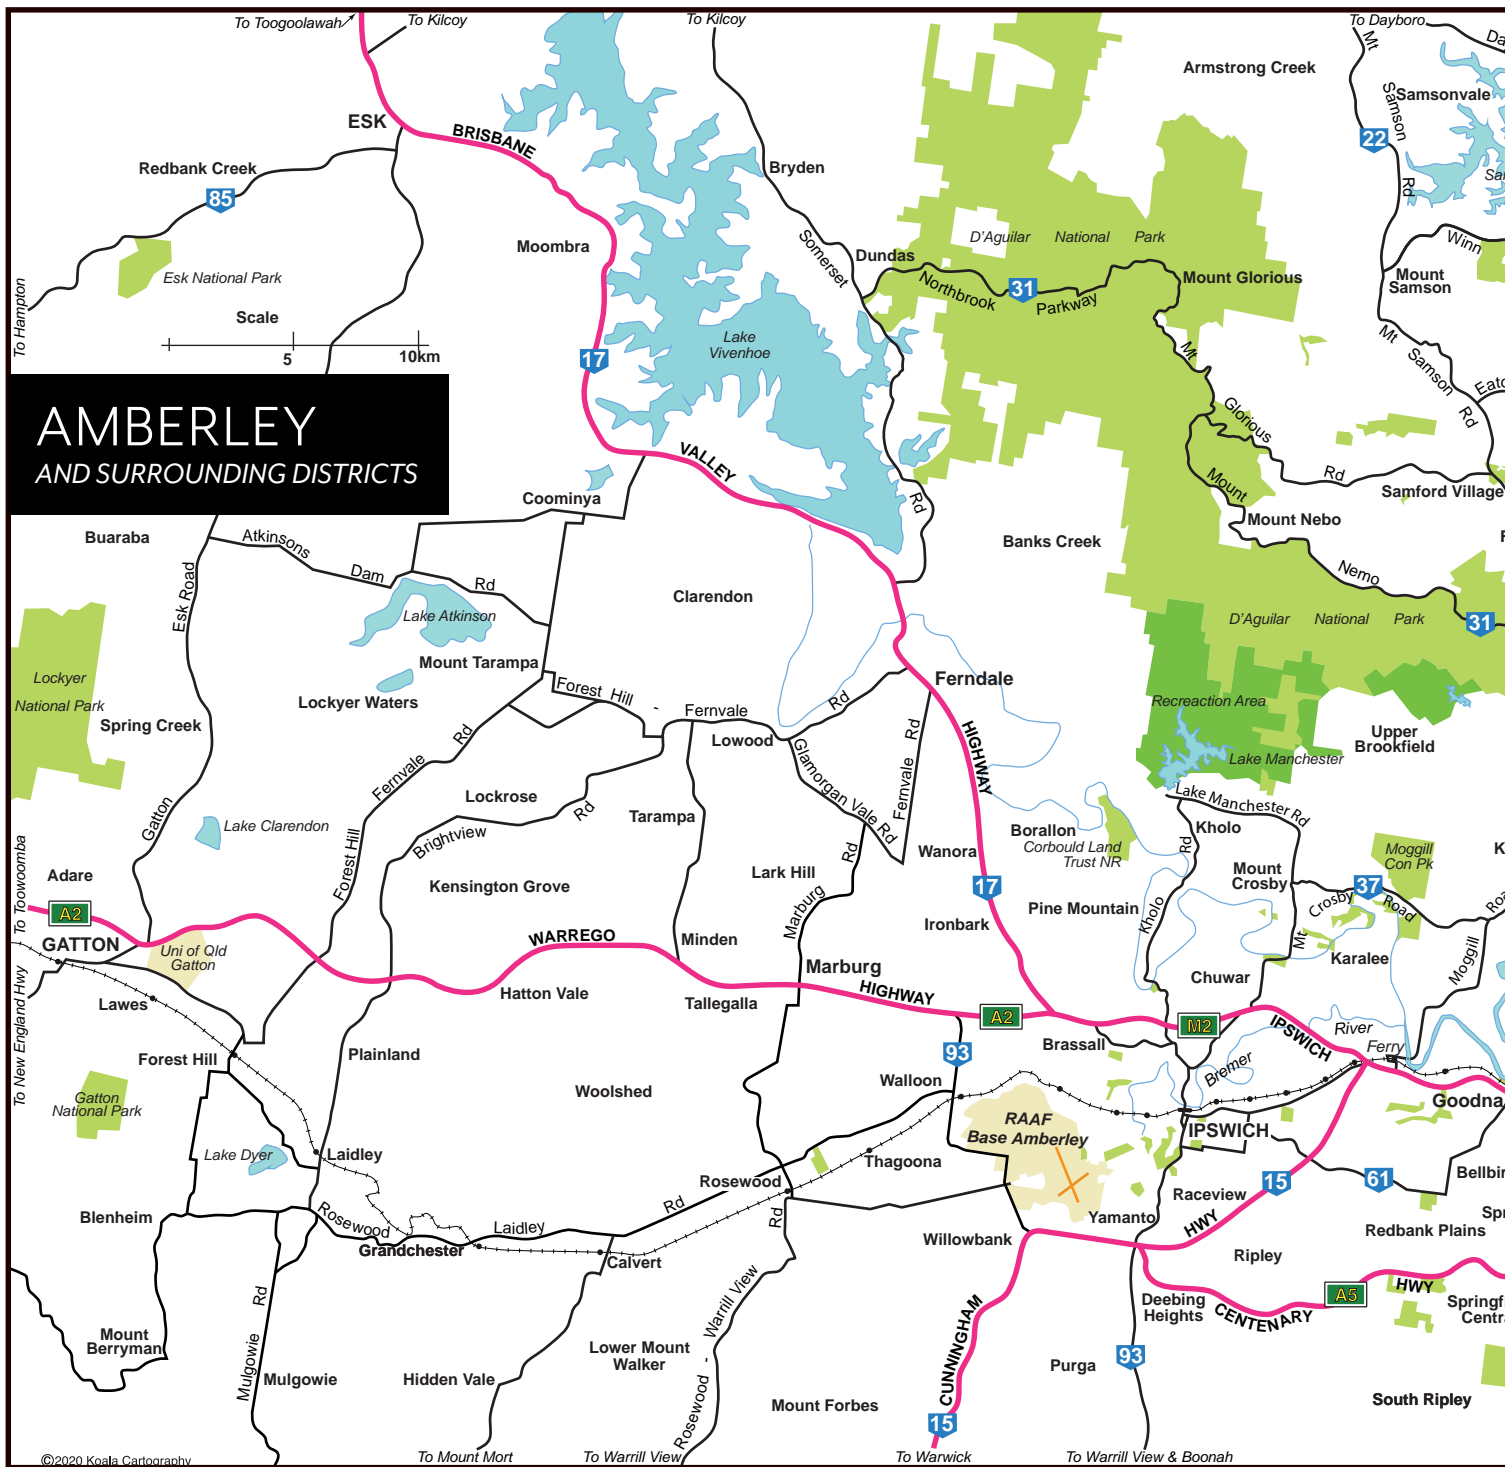 To Toogoolawah
To Kilcoy
To Kilcoy
To Dayboro
Mt
Samson
Rd
Armstrong Creek
Samsonvale
22
ESK
BRISBANE
Redbank Creek
85
Bryden
Moombra
Somerset
Dundas
D'Aguilar National Park
Winn
Esk National Park
Northbrook
31
Parkway
Mount Glorious
Mount
Samson
To Hampton
Scale
5
10km
17
Lake
Vivenhoe
Mt
Mt Samson Rd
AMBERLEY
AND SURROUNDING DISTRICTS
Glorious
Rd
VALLEY
Coominya
Rd
Mount
Samford Village
Buaraba
Atkinsons
Dam
Rd
Mount Nebo
Banks Creek
Nemo
Esk Road
Clarendon
Lake Atkinson
D'Aguilar National Park
31
Mount Tarampa
Lockyer
National Park
Lockyer Waters
Forest Hill - Fernvale
Rd
Ferndale
Recreaction Area
Spring Creek
Fernvale
Rd
Lowood
HIGHWAY
Upper
Brookfield
Lake Manchester
Glamorgan Vale Rd
Fernvale Rd
Gatton
Lockrose
Lake Clarendon
Brightview
Rd
Tarampa
Lake Manchester Rd
Kholo
Rd
Borallon
Corbould Land
Trust NR
Wanora
Forest Hill
Adare
Kensington Grove
Lark Hill
Rd
Marburg
Mount
Crosby
Moggill
Con Pk
17
37
To Toowoomba
A2
GATTON
Uni of Qld
Gatton
WARREGO
Minden
Ironbark
Pine Mountain
Kholo
Crosby
Road
Mt
Moggill
Karalee
Marburg
Hatton Vale
Tallegalla
HIGHWAY
Chuwar
To New England Hwy
Lawes
A2
M2
IPSWICH
River
Ferry
Forest Hill
Plainland
93
Brassall
Bremer
Walloon
Woolshed
Gatton
National Park
Goodna
RAAF
Base Amberley
IPSWICH
Lake Dyer
Laidley
Thagoona
Rosewood
15
61
Raceview
Blenheim
Rosewood
Laidley
Rd
Rd
Yamanto
HWY
Redbank Plains
Grandchester
Calvert
Willowbank
Ripley
Rd
Rosewood - Warrill View
Deebing
Heights
CENTENARY
A5
HWY
Mount
Berryman
Lower Mount
Walker
CUNNINGHAM
93
Purga
Mulgowie
Mulgowie
Hidden Vale
Mount Forbes
South Ripley
15
©2020 Koala Cartography
To Mount Mort
To Warrill View
To Warwick
To Warrill View & Boonah